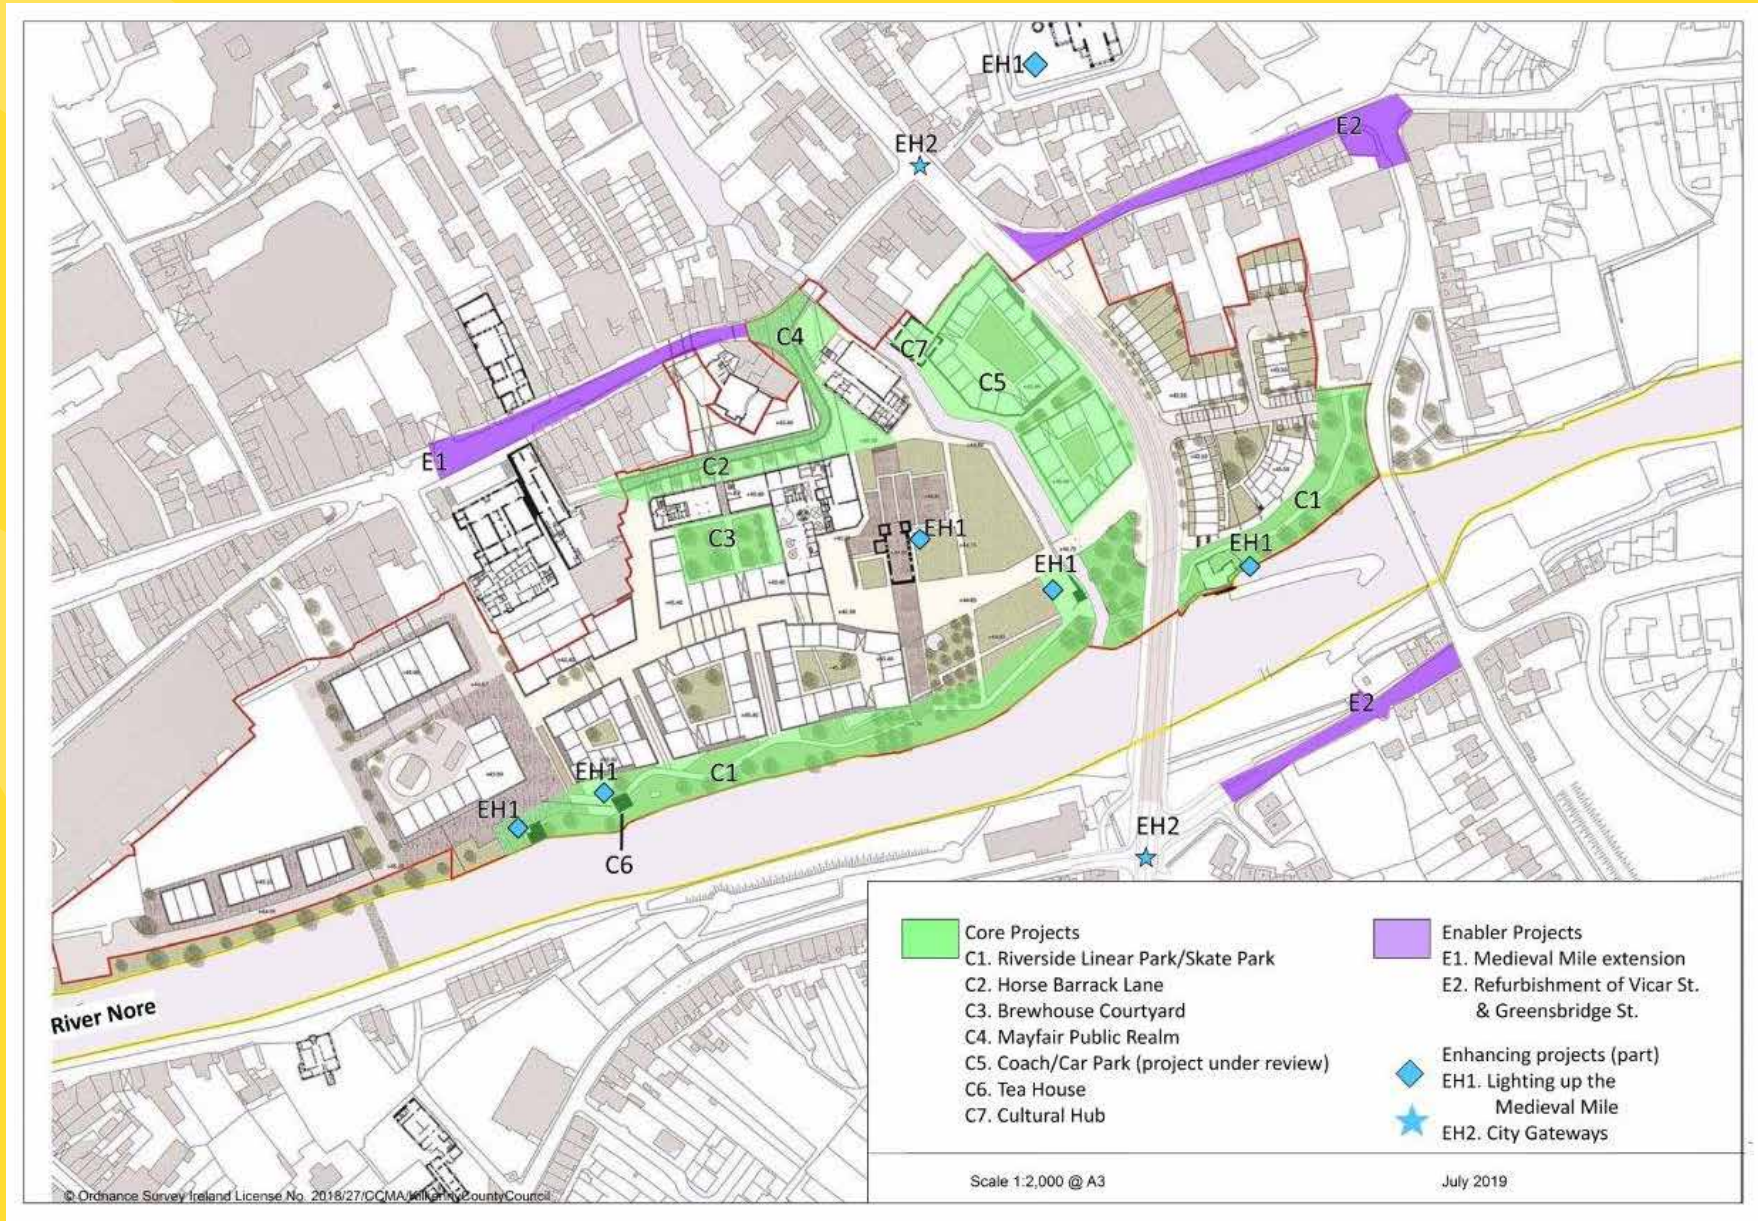 EH1
EH2
E2
E1
C4
C7
C5
C2
C3
EH1
EH1
EH1
C1
E2
C1
EH1
EH1
C6
EH2
River Nore
Core Projects
C1. Riverside Linear Park/Skate Park
C2. Horse Barrack Lane
C3. Brewhouse Courtyard
C4. Mayfair Public Realm
C5. Coach/Car Park (project under review)
C6. Tea House
C7. Cultural Hub
Enabler Projects
E1. Medieval Mile extension
E2. Refurbishment of Vicar St.
& Greensbridge St.
Enhancing projects (part)
EH1. Lighting up the
Medieval Mile
EH2. City Gateways
Scale 1:2,000 @ A3
July 2019
© Ordnance Survey Ireland License No. 2018/27/CCMA/KilkennyCountyCouncil